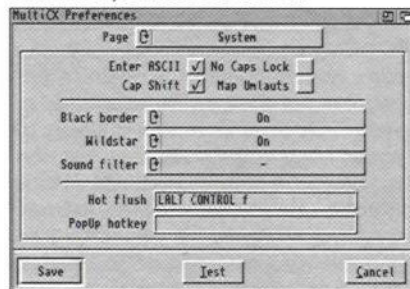 MultiCX Preferences
Page System
Enter ASCII No Caps Lock
Cap Shift Map Umlauts
Black border On
Wildstar On
Sound filter -
Hot flush LALT CONTROL f
PopUp hotkey
Save Test Cancel